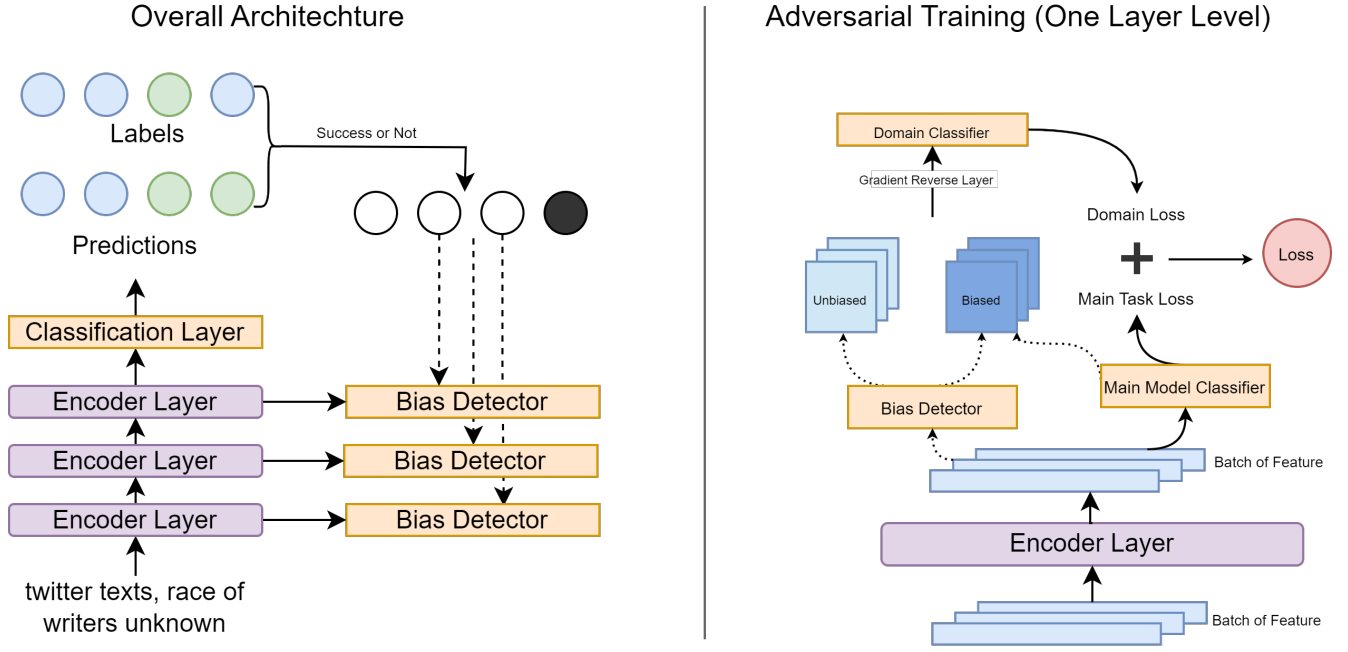 Overall Architechture
Labels
Success or Not
Predictions
Classification Layer
Encoder Layer
Bias Detector
Encoder Layer
Bias Detector
Encoder Layer
Bias Detector
twitter texts, race of
writers unknown
Adversarial Training (One Layer Level)
Domain Classifier
Gradient Reverse Layer
Domain Loss
Loss
Unbiased
Biased
Main Task Loss
Main Model Classifier
Bias Detector
Batch of Feature
Encoder Layer
Batch of Feature